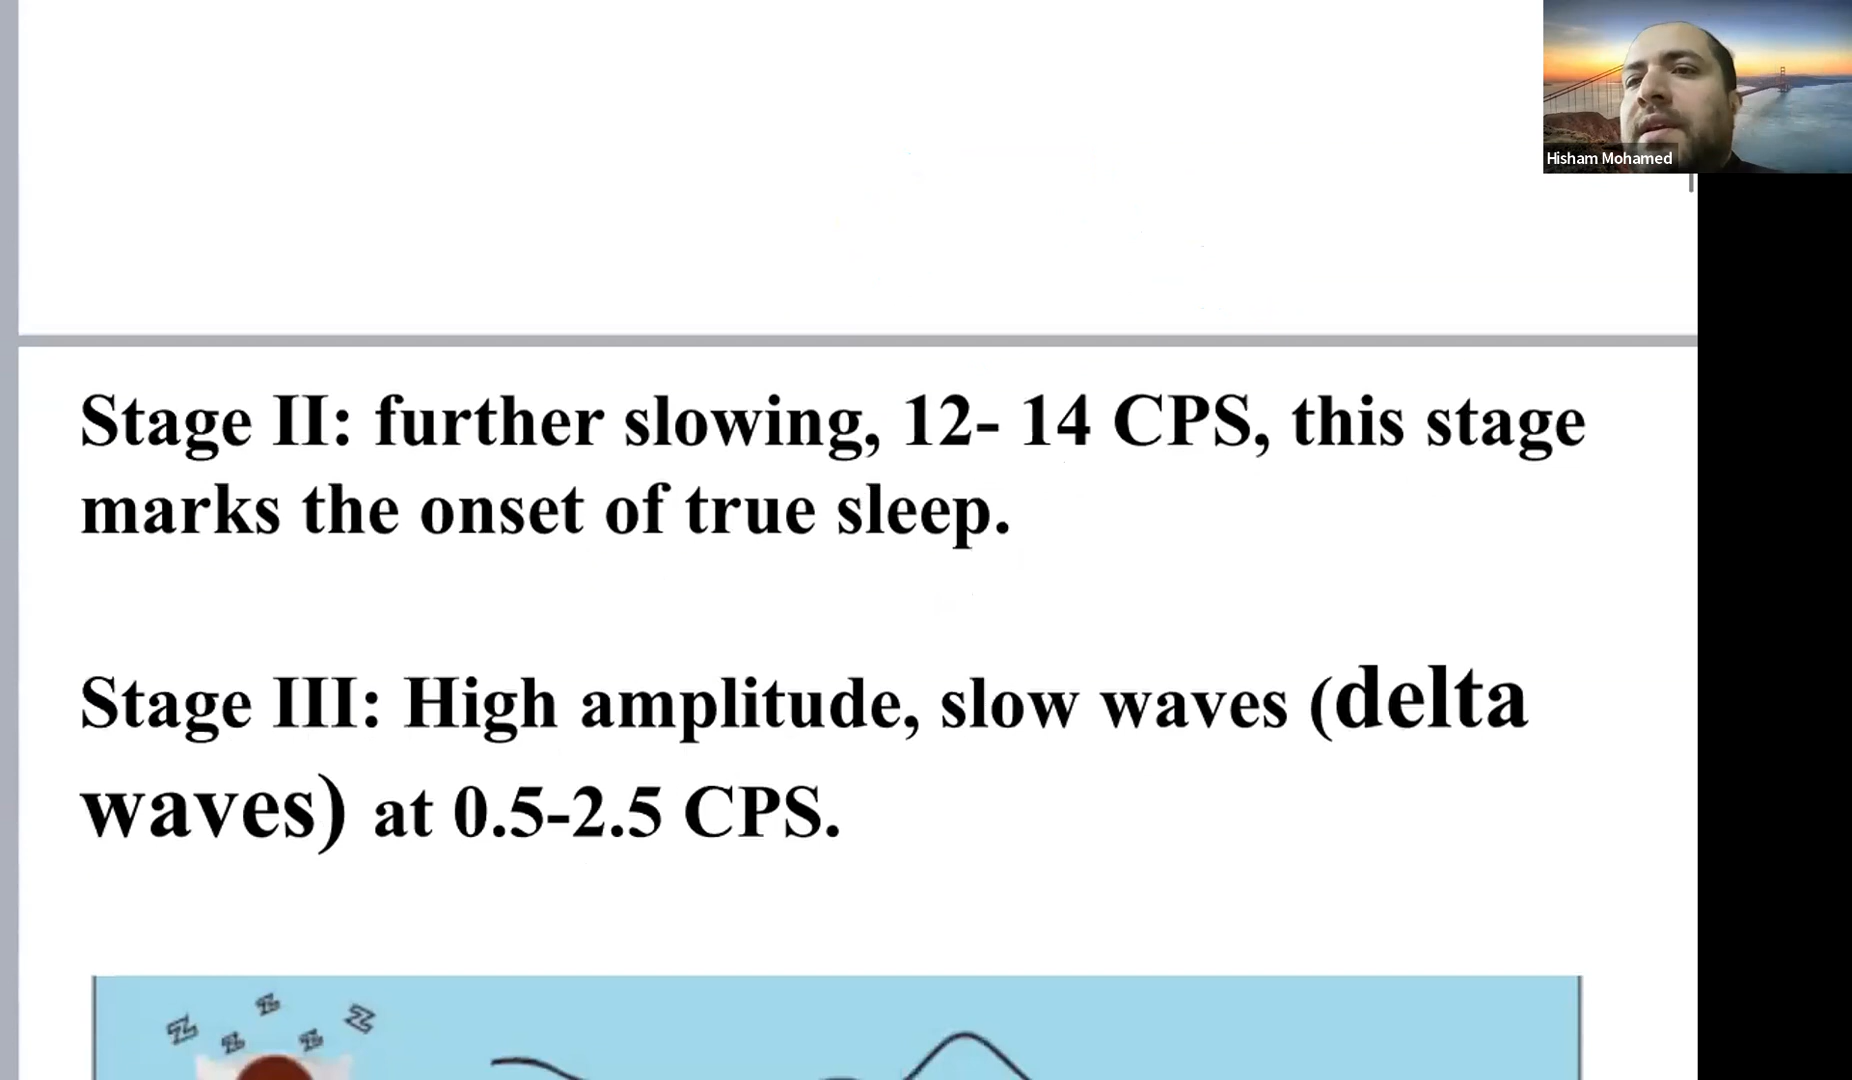 Hisham Mohamed
Stage II: further slowing, 12- 14 CPS, this stage
marks the onset of true sleep.
Stage III: High amplitude, slow waves (delta
waves) at 0.5-2.5 CPS.
Z
Z
Z
Z
Z